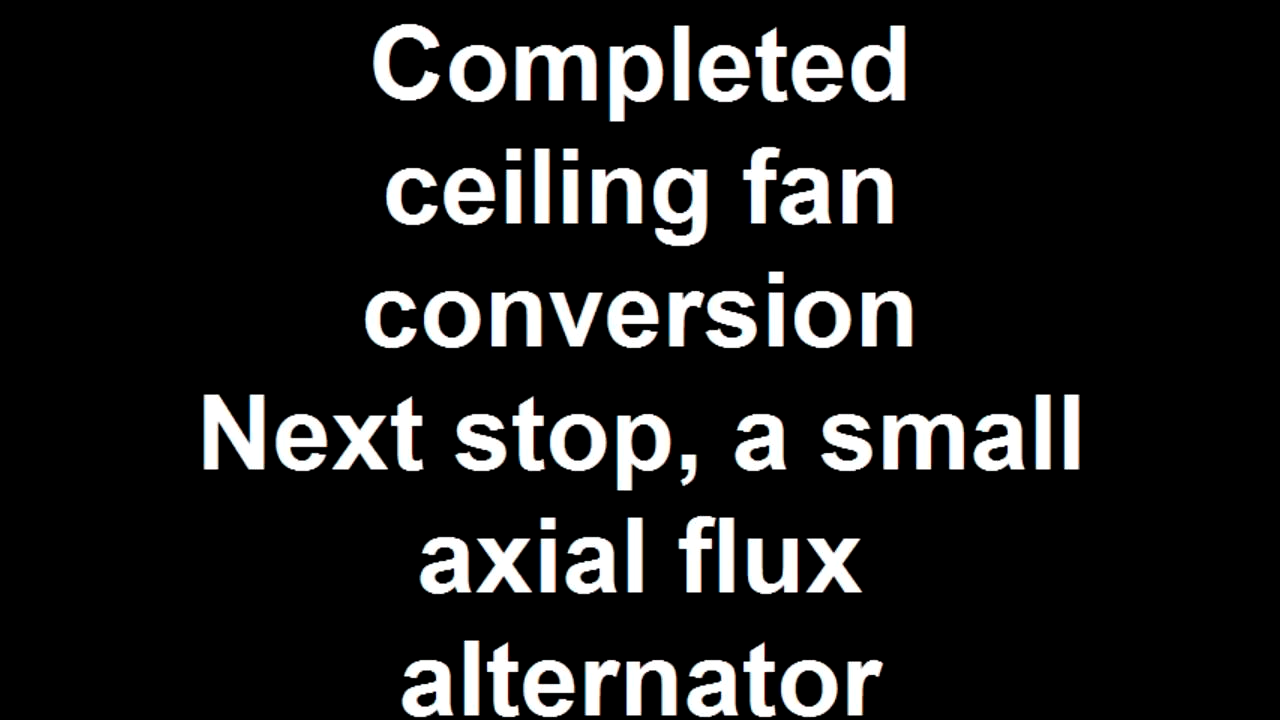 Completed
ceiling fan
conversion
Next stop, a small
axial flux
alternator